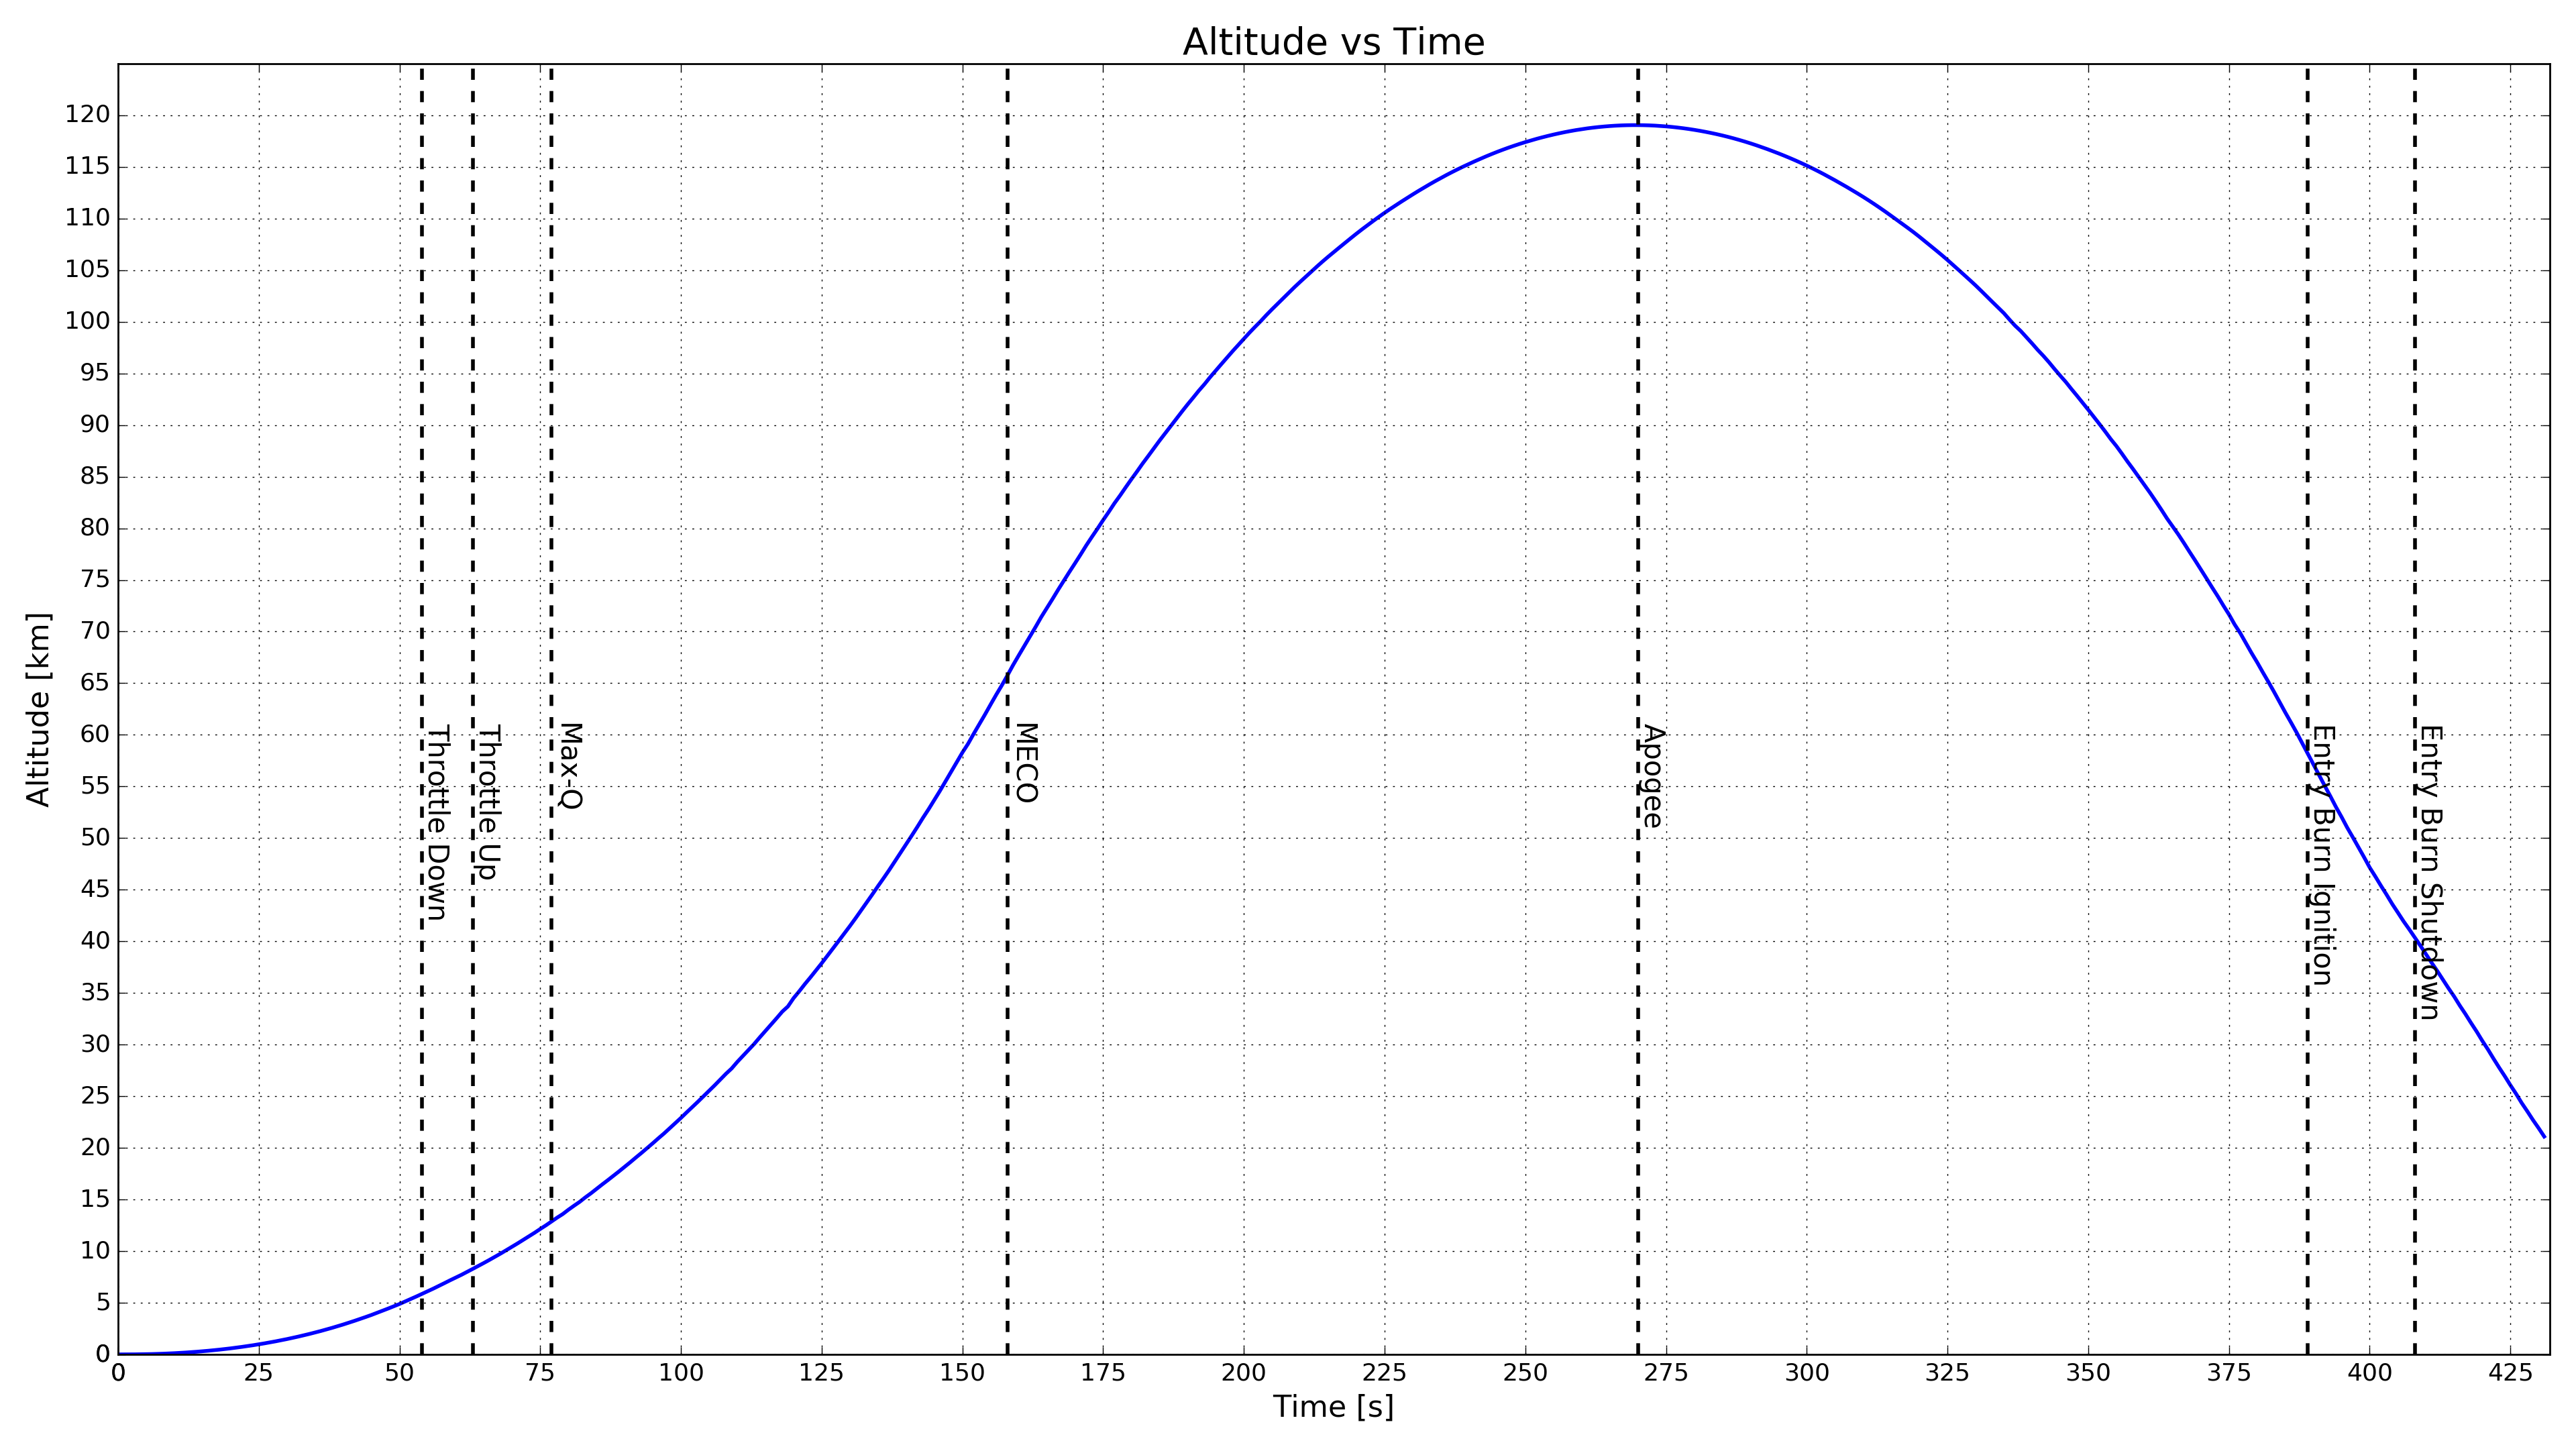 Altitude vs Time
Altitude [km]
120
115
110
105
100
95
90
85
80
75
70
65
60
55
50
45
40
35
30
25
20
15
10
5
0
Throttle Down
Throttle Up
Max-Q
MECO
Apogee
Entry Burn Ignition
Entry Burn Shutdown
0 25 50 75 100 125 150 175 200 225 250 275 300 325 350 375 400 425
Time [s]